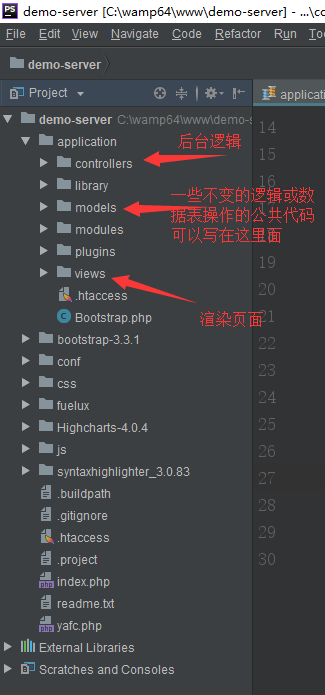 PS demo-server [C:\wamp64\www\demo-server] - ...\co
File Edit View Navigate Code Refactor Run
demo-server
Project
applicatio
demo-server C:\wamp64\www\demo-serv
14
application
后台逻辑
controllers
15
library
一些不变的逻辑或数
models
据表操作的公共代码
modules
可以写在这里面
plugins
19
views
20
.htaccess
Bootstrap.php
渲染页面
21
bootstrap-3.3.1
22
conf
23
css
24
fuelux
25
Highcharts-4.0.4
js
26
syntaxhighlighter_3.0.83
27
.buildpath
.gitignore
28
.htaccess
29
.project
30
index.php
readme.txt
yafc.php
External Libraries
Scratches and Consoles